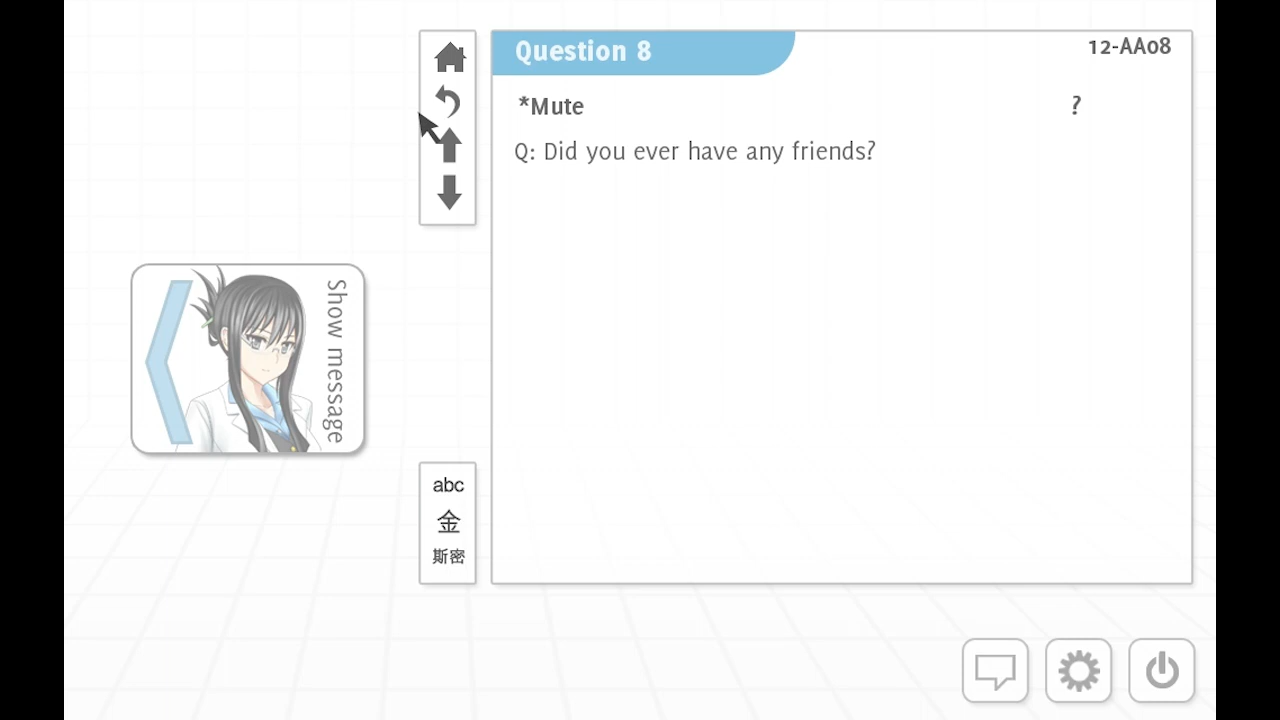 Question 8
12-AA08
*Mute
?
Q: Did you ever have any friends?
Show message
abc
金
斯密